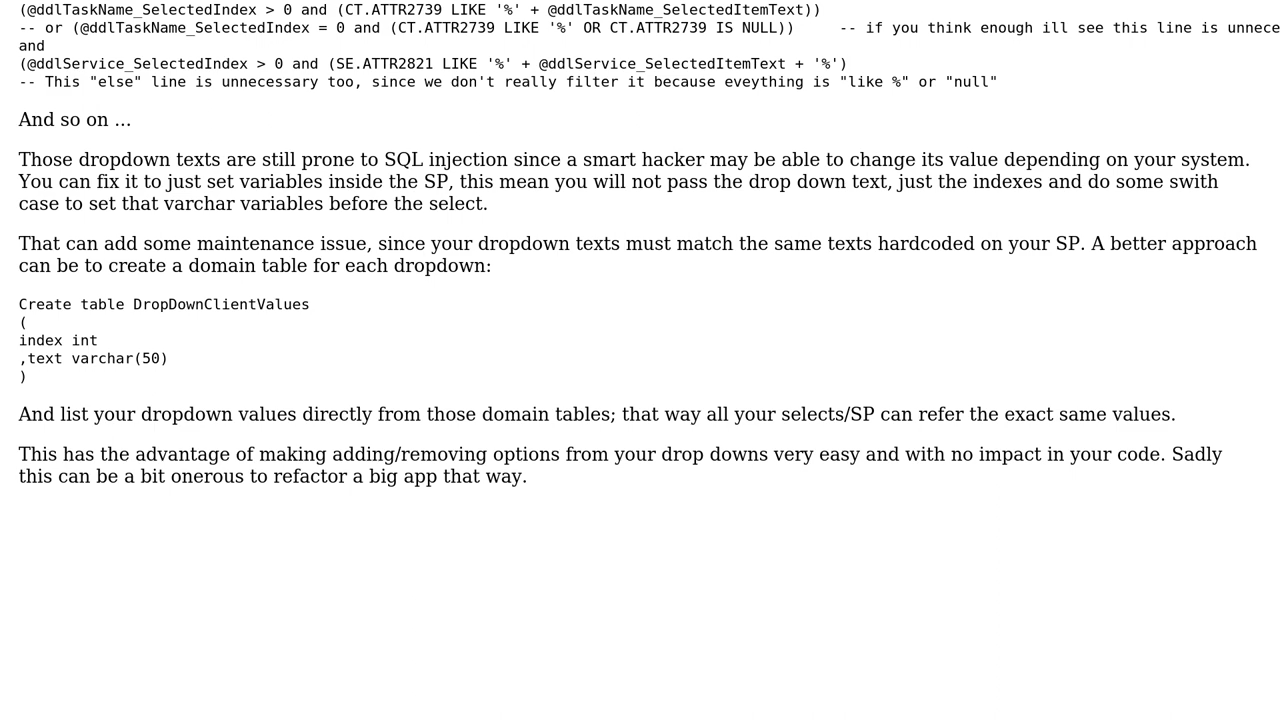 (@ddlTaskName_SelectedIndex > 0 and (CT.ATTR2739 LIKE '%' + @ddlTaskName_SelectedItemText))
-- or (@ddlTaskName_SelectedIndex = 0 and (CT.ATTR2739 LIKE '%' OR CT.ATTR2739 IS NULL))     -- if you think enough ill see this line is unnece
and
(@ddlService_SelectedIndex > 0 and (SE.ATTR2821 LIKE '%' + @ddlService_SelectedItemText + '%')
-- This "else" line is unnecessary too, since we don't really filter it because eveything is "like %" or "null"
And so on ...
Those dropdown texts are still prone to SQL injection since a smart hacker may be able to change its value depending on your system.
You can fix it to just set variables inside the SP, this mean you will not pass the drop down text, just the indexes and do some swith
case to set that varchar variables before the select.
That can add some maintenance issue, since your dropdown texts must match the same texts hardcoded on your SP. A better approach
can be to create a domain table for each dropdown:
Create table DropDownClientValues
(
index int
,text varchar(50)
)
And list your dropdown values directly from those domain tables; that way all your selects/SP can refer the exact same values.
This has the advantage of making adding/removing options from your drop downs very easy and with no impact in your code. Sadly
this can be a bit onerous to refactor a big app that way.